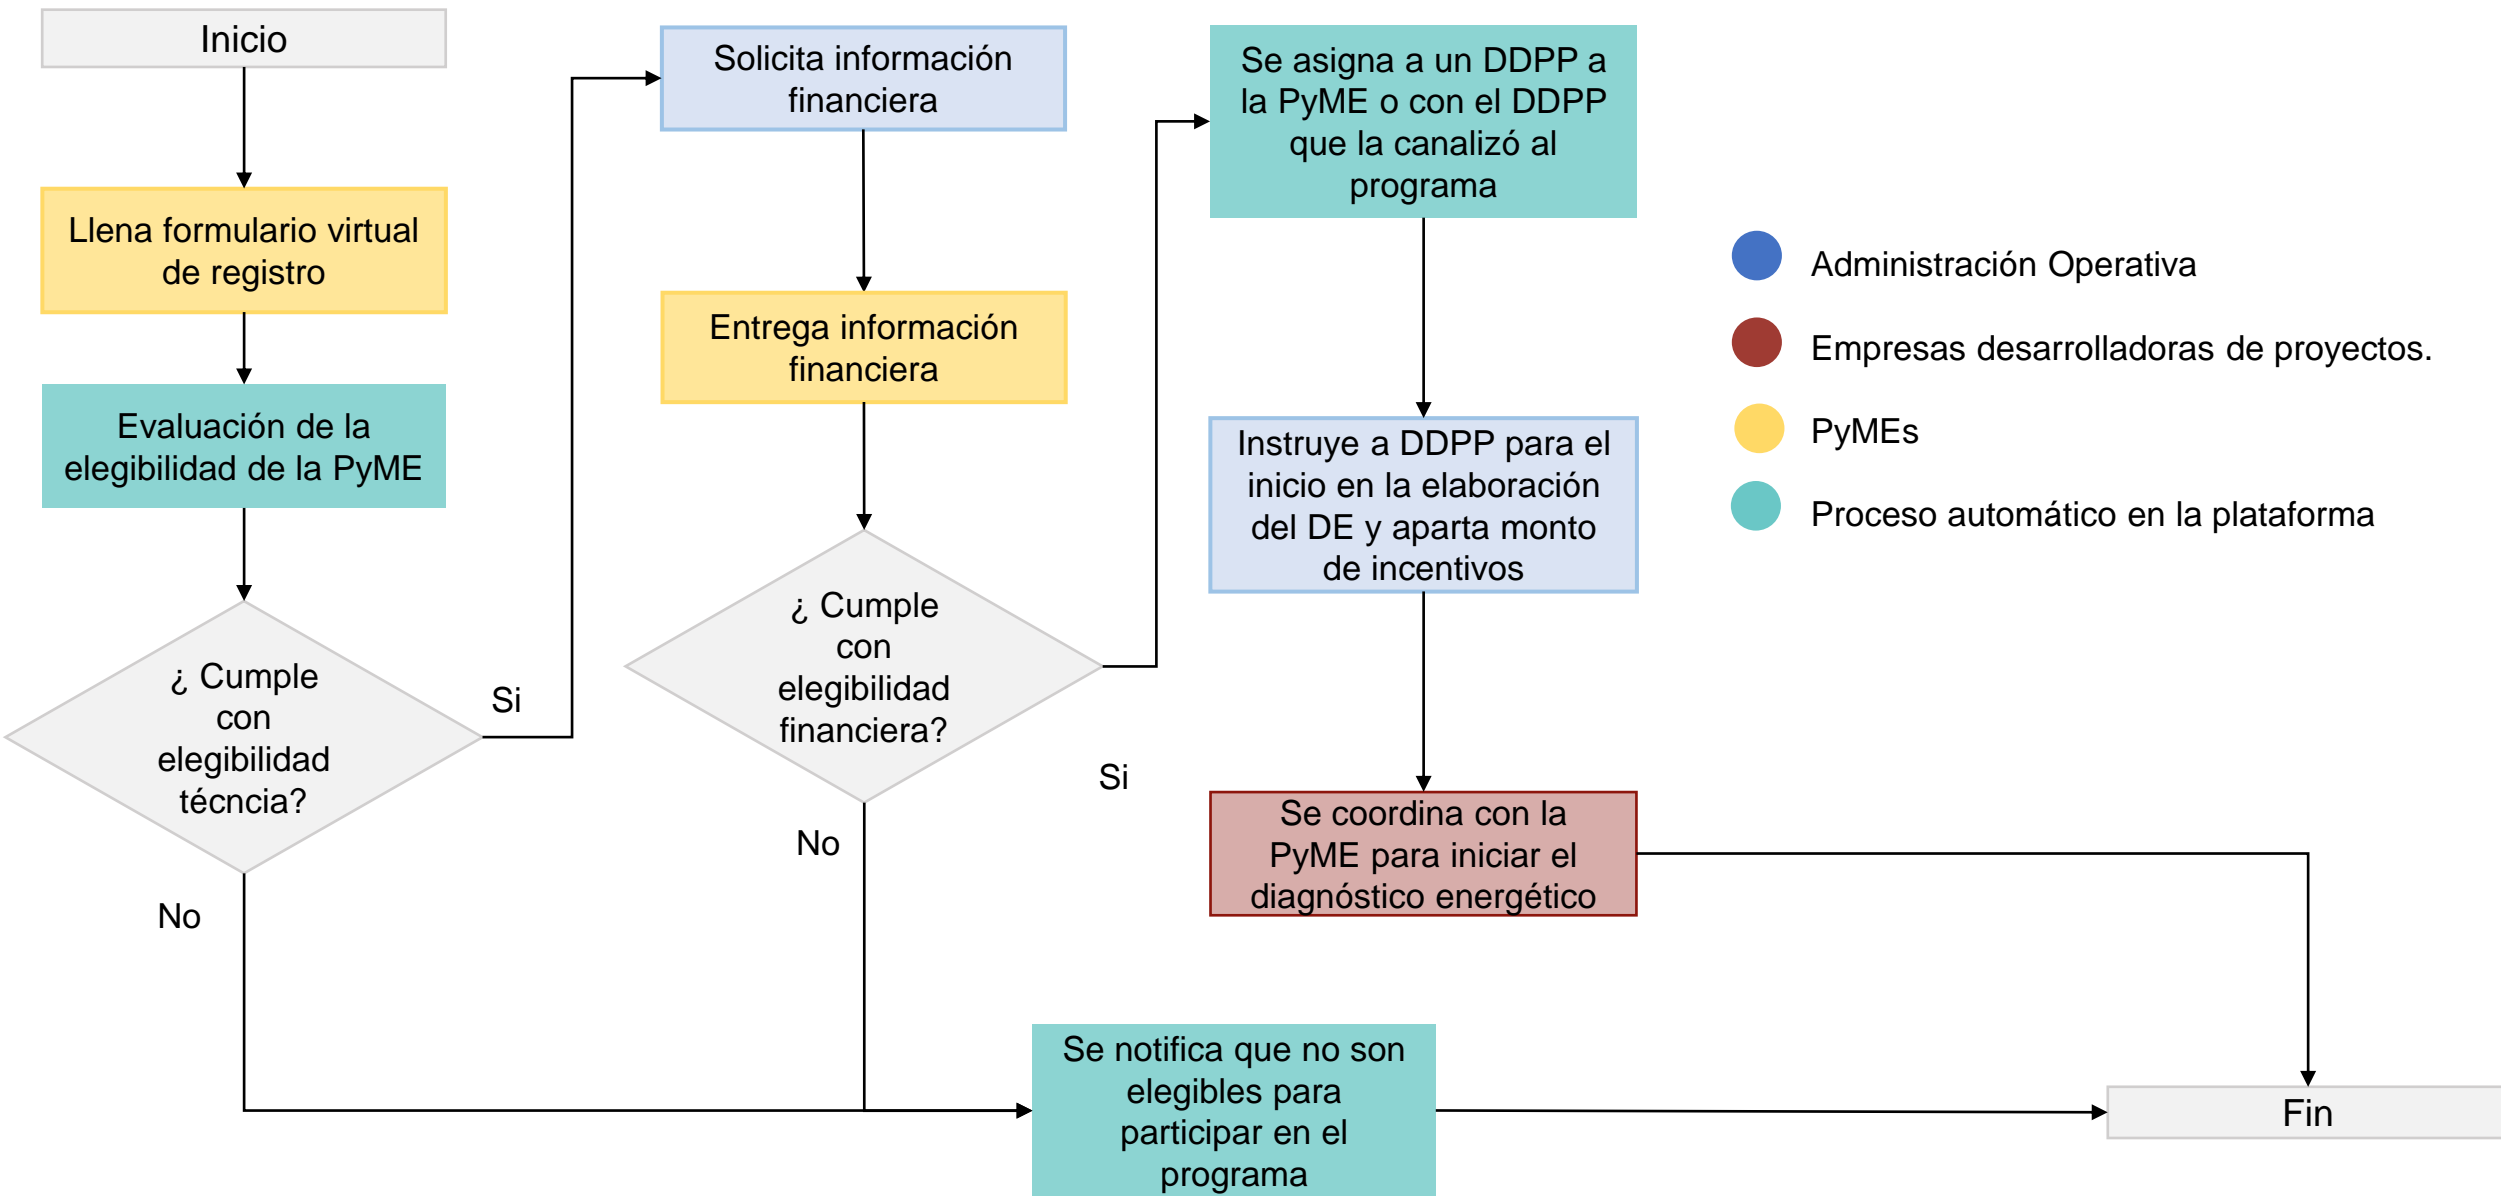 Inicio
Llena formulario virtual
de registro
Evaluación de la
elegibilidad de la PyME
¿ Cumple
con
elegibilidad
técncia?
Si
No
Solicita información
financiera
Entrega información
financiera
¿ Cumple
con
elegibilidad
financiera?
Si
No
Se asigna a un DDPP a
la PyME o con el DDPP
que la canalizó al
programa
Instruye a DDPP para el
inicio en la elaboración
del DE y aparta monto
de incentivos
Se coordina con la
PyME para iniciar el
diagnóstico energético
Se notifica que no son
elegibles para
participar en el
programa
Fin
Administración Operativa
Empresas desarrolladoras de proyectos.
PyMEs
Proceso automático en la plataforma